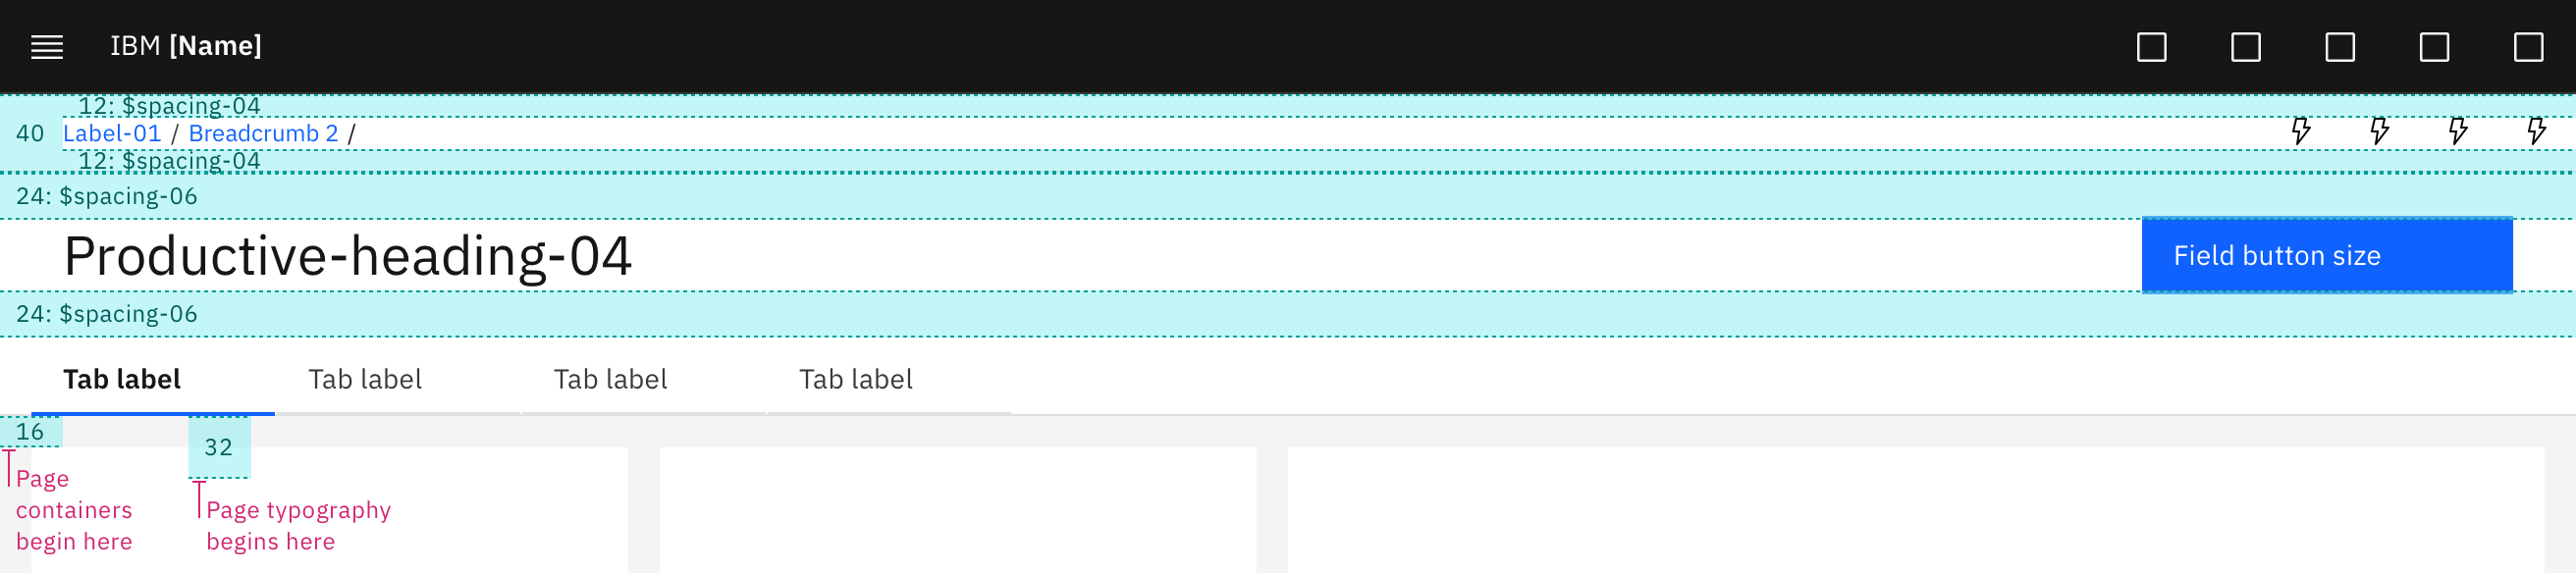 IBM [Name]
12: $spacing-04
40 Label-01 / Breadcrumb 2 /
12: $spacing-04
24: $spacing-06
Productive-heading-04
Field button size
24: $spacing-06
Tab label Tab label Tab label Tab label
16
32
Page
containers
begin here
Page typography
begins here